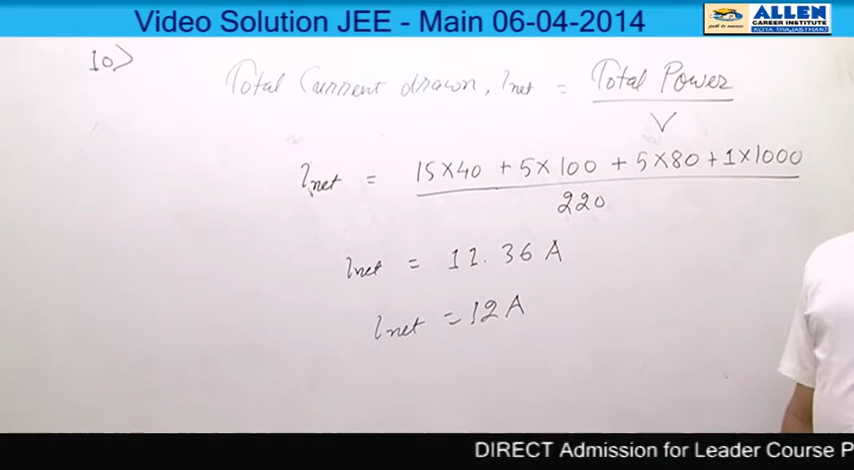 Video Solution JEE - Main 06-04-2014
ALLEN
CAREER INSTITUTE
KOTA (RAJASTHAN)
10>
Total Current drawn, Inet = Total Power
V
Inet = 15×40 + 5×100 + 5×80 + 1×1000
220
Inet = 11.36 A
Inet = 12 A
DIRECT Admission for Leader Course P